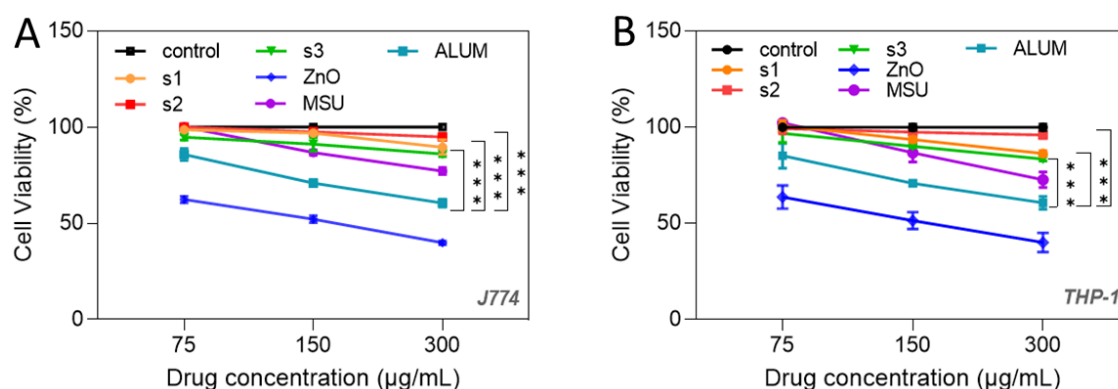 A
150
100
50
0
Cell Viability (%)
control
s1
s2
s3
ZnO
MSU
ALUM
***
***
***
J774
75
150
300
Drug concentration (µg/mL)
B
150
100
50
0
Cell Viability (%)
control
s1
s2
s3
ZnO
MSU
ALUM
***
***
THP-1
75
150
300
Drug concentration (µg/mL)